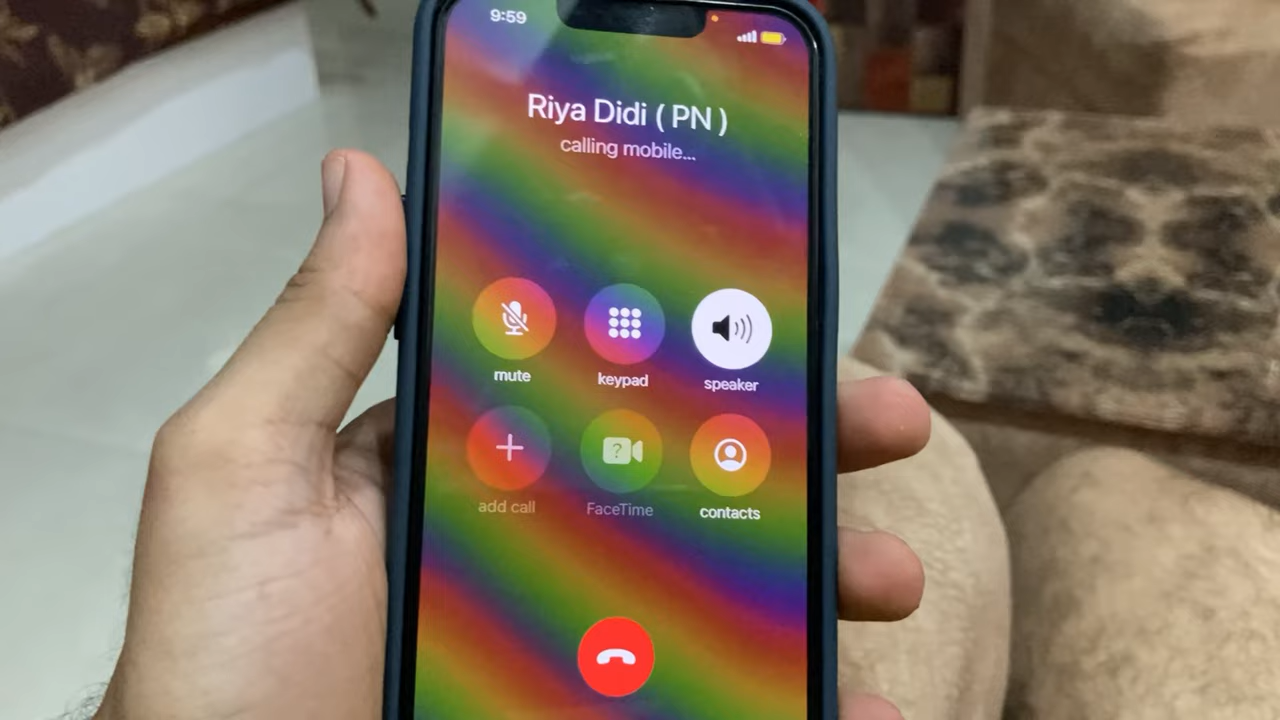 9:59
Riya Didi ( PN )
calling mobile...
mute
keypad
speaker
?
add call
FaceTime
contacts